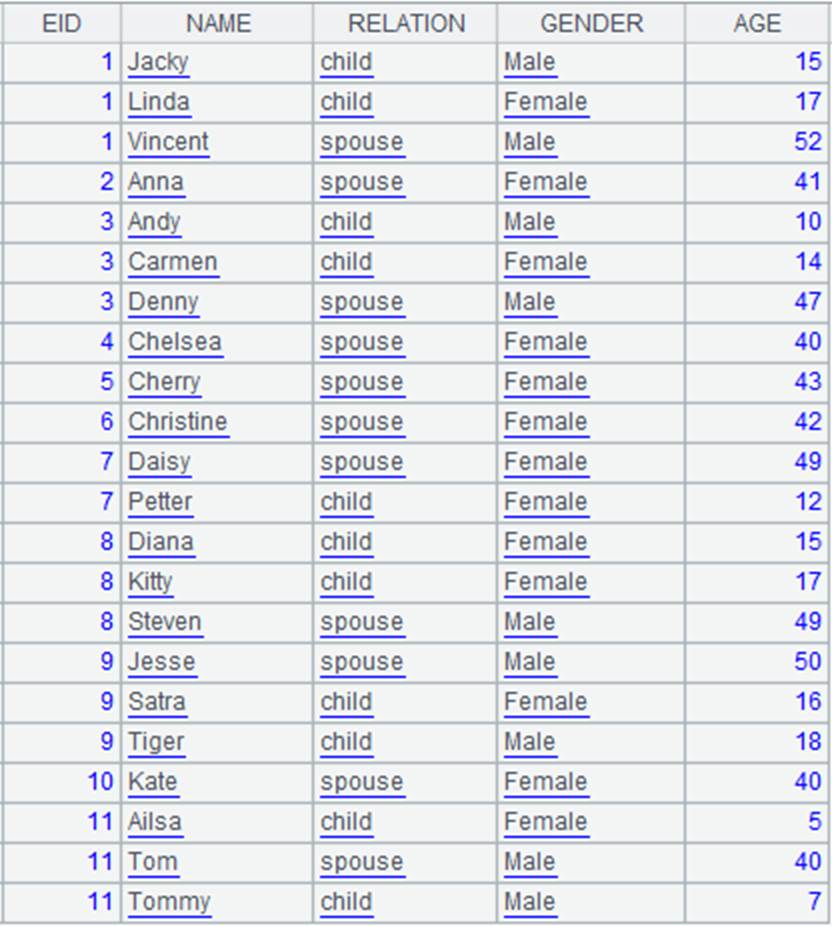 EID NAME RELATION GENDER AGE
1 Jacky child Male 15
1 Linda child Female 17
1 Vincent spouse Male 52
2 Anna spouse Female 41
3 Andy child Male 10
3 Carmen child Female 14
3 Denny spouse Male 47
4 Chelsea spouse Female 40
5 Cherry spouse Female 43
6 Christine spouse Female 42
7 Daisy spouse Female 49
7 Petter child Female 12
8 Diana child Female 15
8 Kitty child Female 17
8 Steven spouse Male 49
9 Jesse spouse Male 50
9 Satra child Female 16
9 Tiger child Male 18
10 Kate spouse Female 40
11 Ailsa child Female 5
11 Tom spouse Male 40
11 Tommy child Male 7